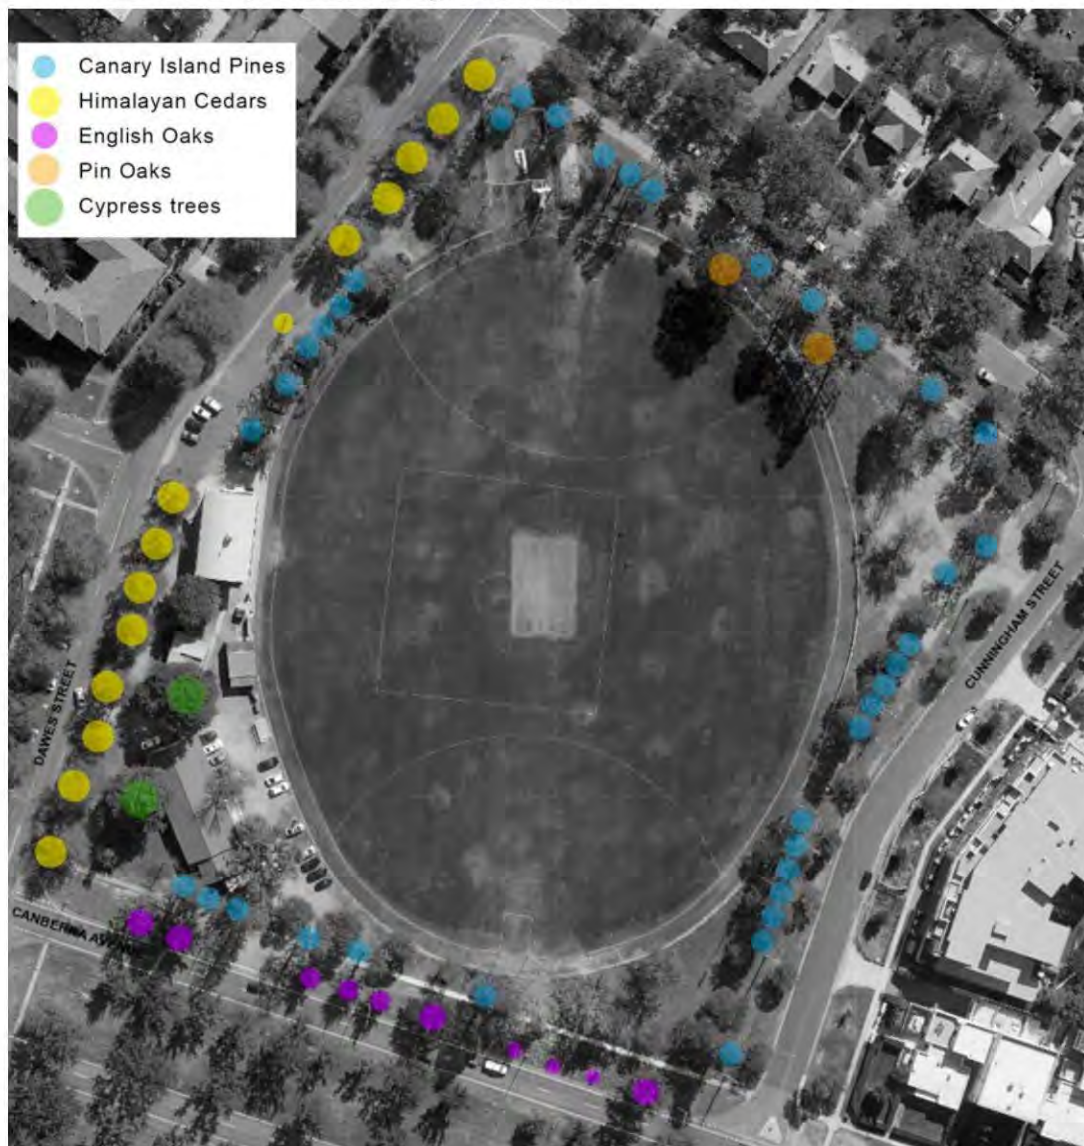 Canary Island Pines
Himalayan Cedars
English Oaks
Pin Oaks
Cypress trees
CUNNINGHAM STREET
DAWES STREET
CANBERRA AVENUE